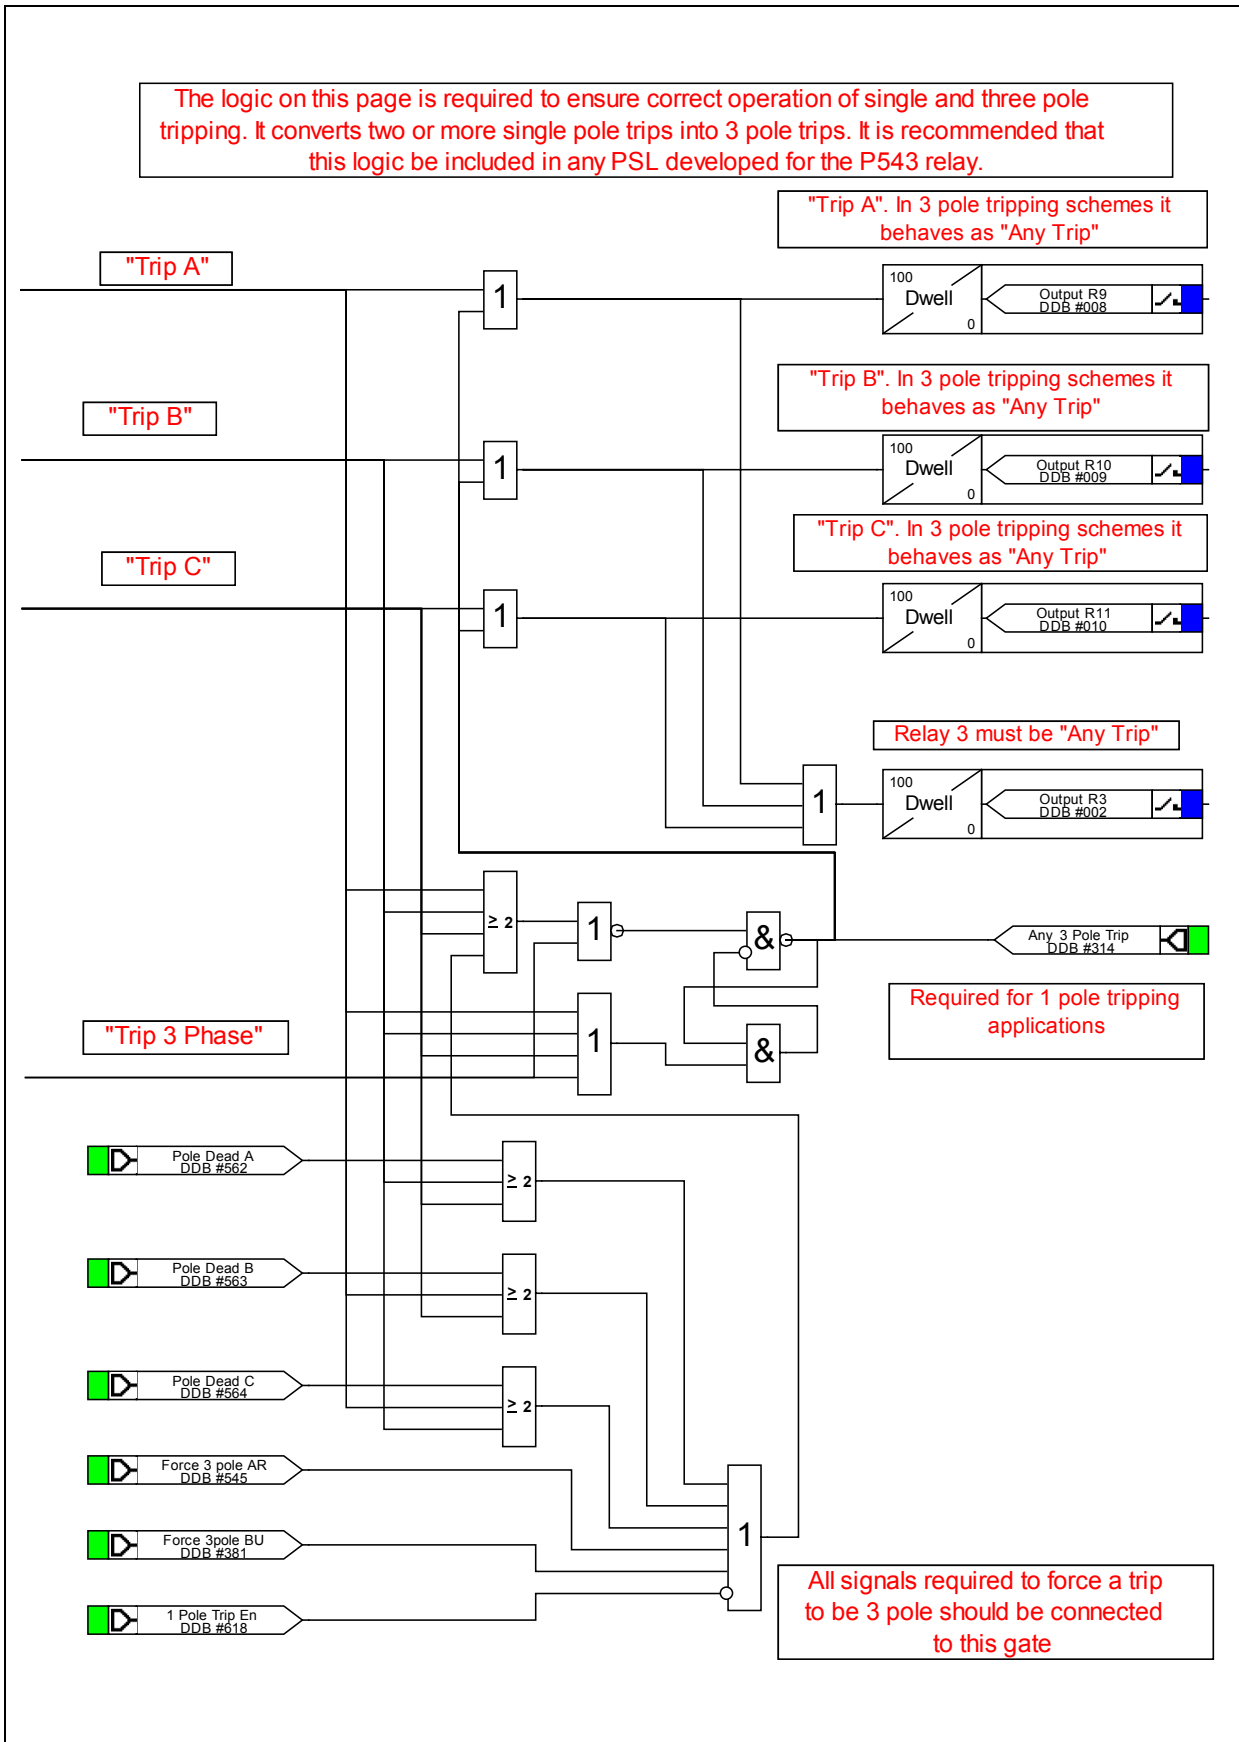 The logic on this page is required to ensure correct operation of single and three pole
tripping. It converts two or more single pole trips into 3 pole trips. It is recommended that
this logic be included in any PSL developed for the P543 relay.
"Trip A". In 3 pole tripping schemes it
behaves as "Any Trip"
"Trip A"
1
100
Dwell
0
Output R9
DDB #008
"Trip B". In 3 pole tripping schemes it
behaves as "Any Trip"
"Trip B"
1
100
Dwell
0
Output R10
DDB #009
"Trip C". In 3 pole tripping schemes it
behaves as "Any Trip"
"Trip C"
1
100
Dwell
0
Output R11
DDB #010
Relay 3 must be "Any Trip"
1
100
Dwell
0
Output R3
DDB #002
≥ 2
1
&
Any 3 Pole Trip
DDB #314
Required for 1 pole tripping
applications
"Trip 3 Phase"
1
&
Pole Dead A
DDB #562
≥ 2
Pole Dead B
DDB #563
≥ 2
Pole Dead C
DDB #564
≥ 2
Force 3 pole AR
DDB #545
Force 3pole BU
DDB #381
1
1 Pole Trip En
DDB #618
All signals required to force a trip
to be 3 pole should be connected
to this gate